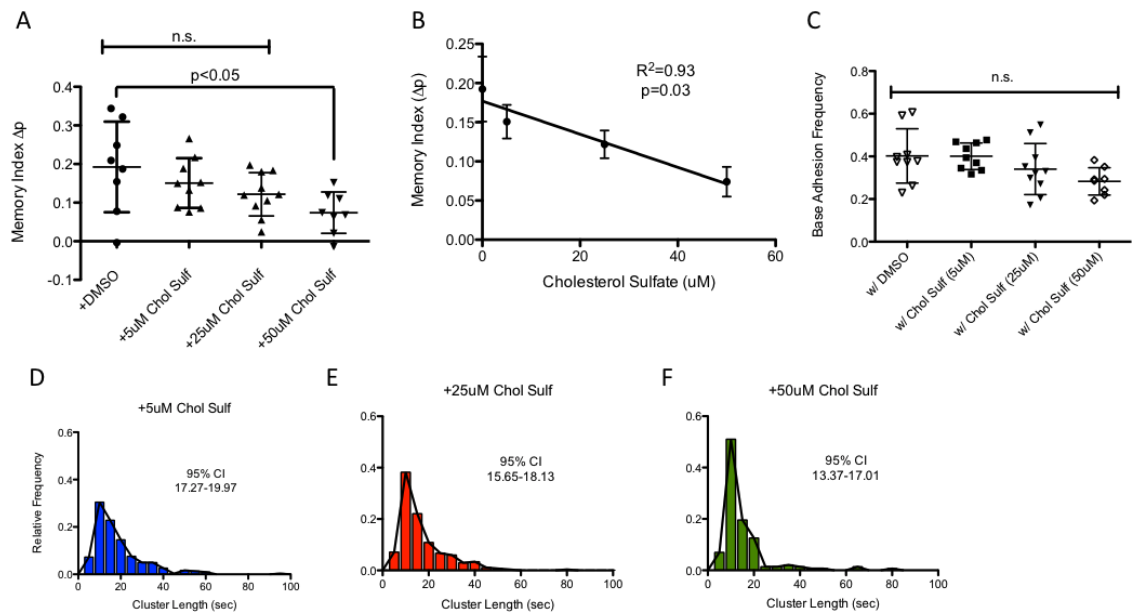 A
n.s.
p<0.05
Memory Index Δp
0.4
0.3
0.2
0.1
0.0
-0.1
+DMSO
+5uM Chol Sulf
+25uM Chol Sulf
+50uM Chol Sulf
B
R²=0.93
p=0.03
Memory Index (Δp)
0.25
0.20
0.15
0.10
0.05
0.00
0 20 40 60
Cholesterol Sulfate (uM)
C
n.s.
Base Adhesion Frequency
0.8
0.6
0.4
0.2
0.0
w/ DMSO
w/ Chol Sulf (5uM)
w/ Chol Sulf (25uM)
w/ Chol Sulf (50uM)
D
+5uM Chol Sulf
95% CI
17.27-19.97
Relative Frequency
0.6
0.4
0.2
0.0
0 20 40 60 80 100
Cluster Length (sec)
E
+25uM Chol Sulf
95% CI
15.65-18.13
0.6
0.4
0.2
0.0
0 20 40 60 80 100
Cluster Length (sec)
F
+50uM Chol Sulf
95% CI
13.37-17.01
0.6
0.4
0.2
0.0
0 20 40 60 80 100
Cluster Length (sec)